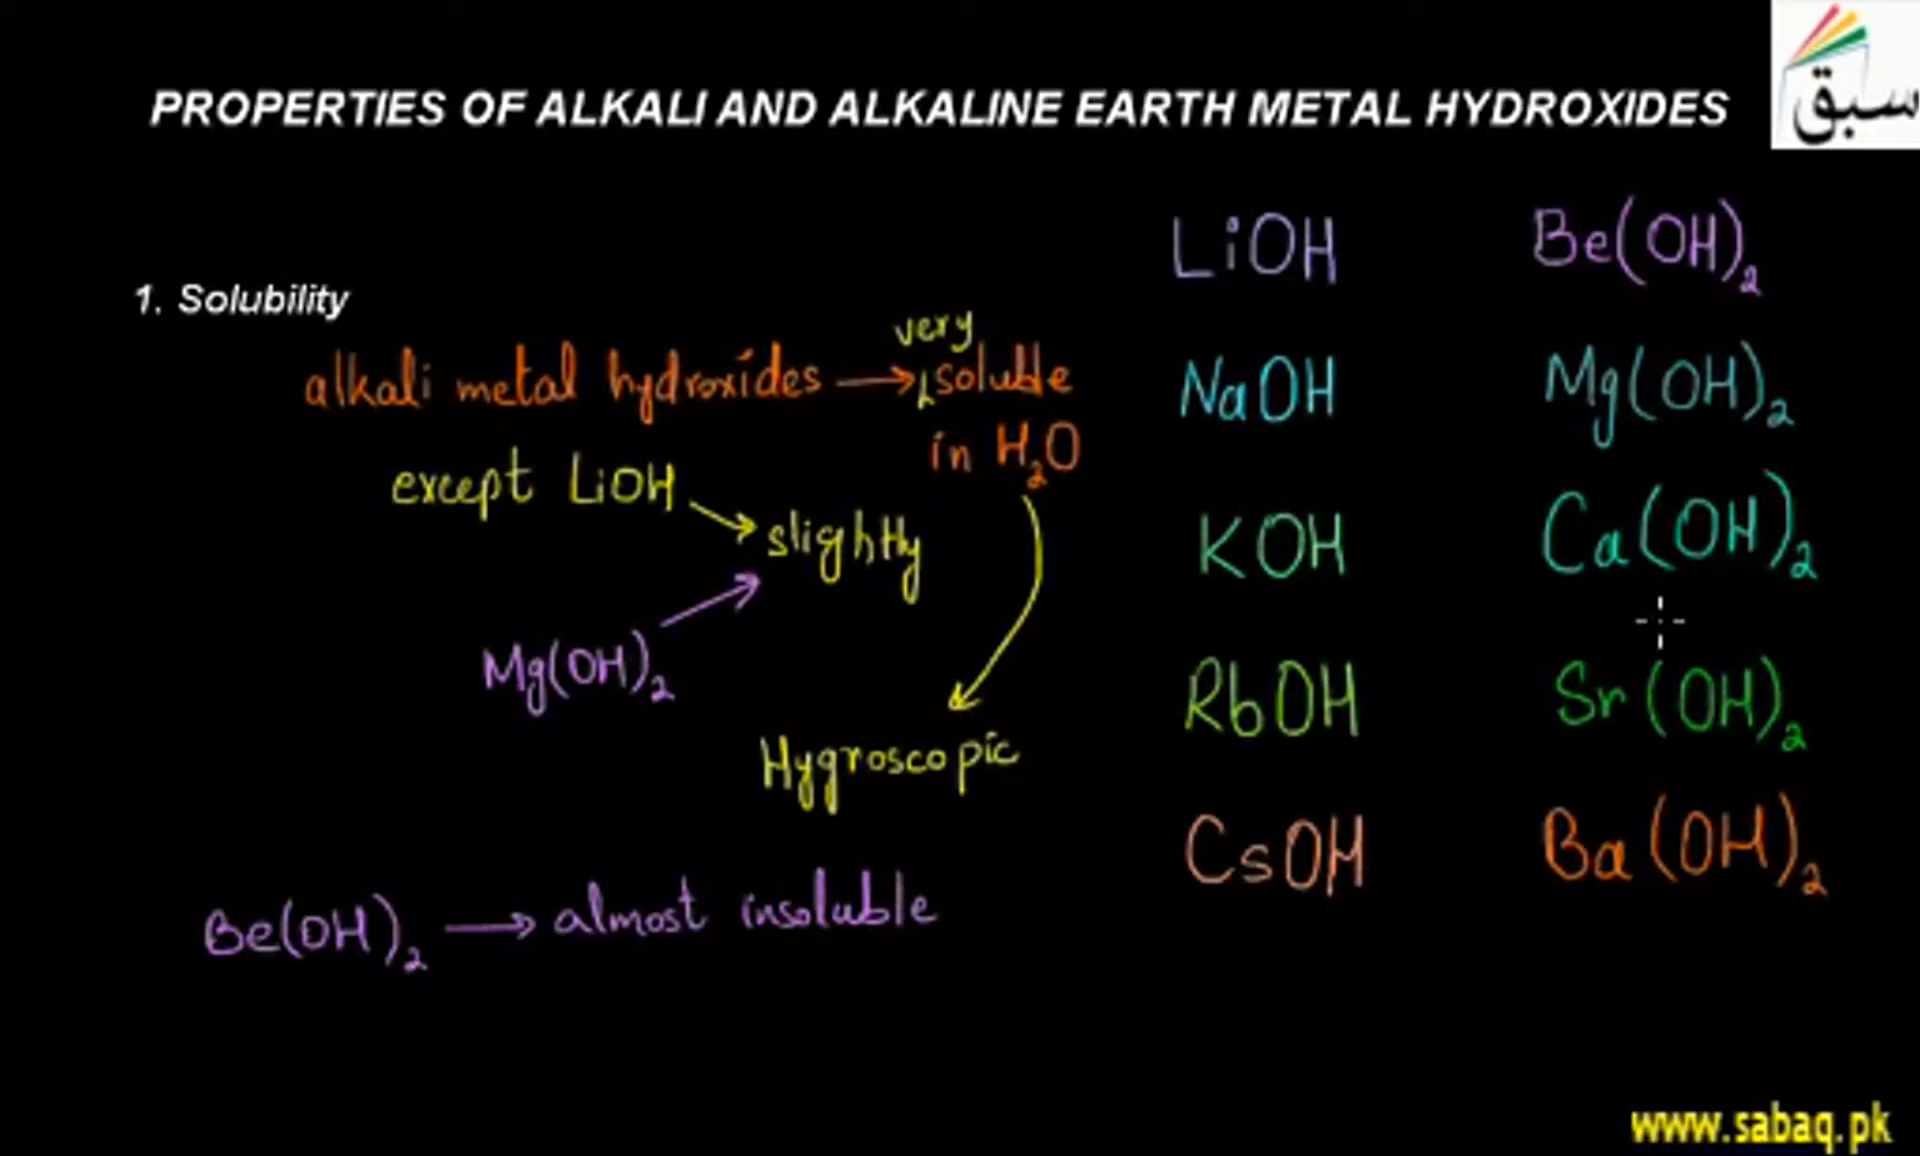 PROPERTIES OF ALKALI AND ALKALINE EARTH METAL HYDROXIDES
سبق
1. Solubility
very
alkali metal hydroxides → soluble
in H₂O
except LiOH → slightly
Mg(OH)₂
Hygroscopic
Be(OH)₂ → almost insoluble
LiOH Be(OH)₂
NaOH Mg(OH)₂
KOH Ca(OH)₂
RbOH Sr(OH)₂
CsOH Ba(OH)₂
www.sabaq.pk